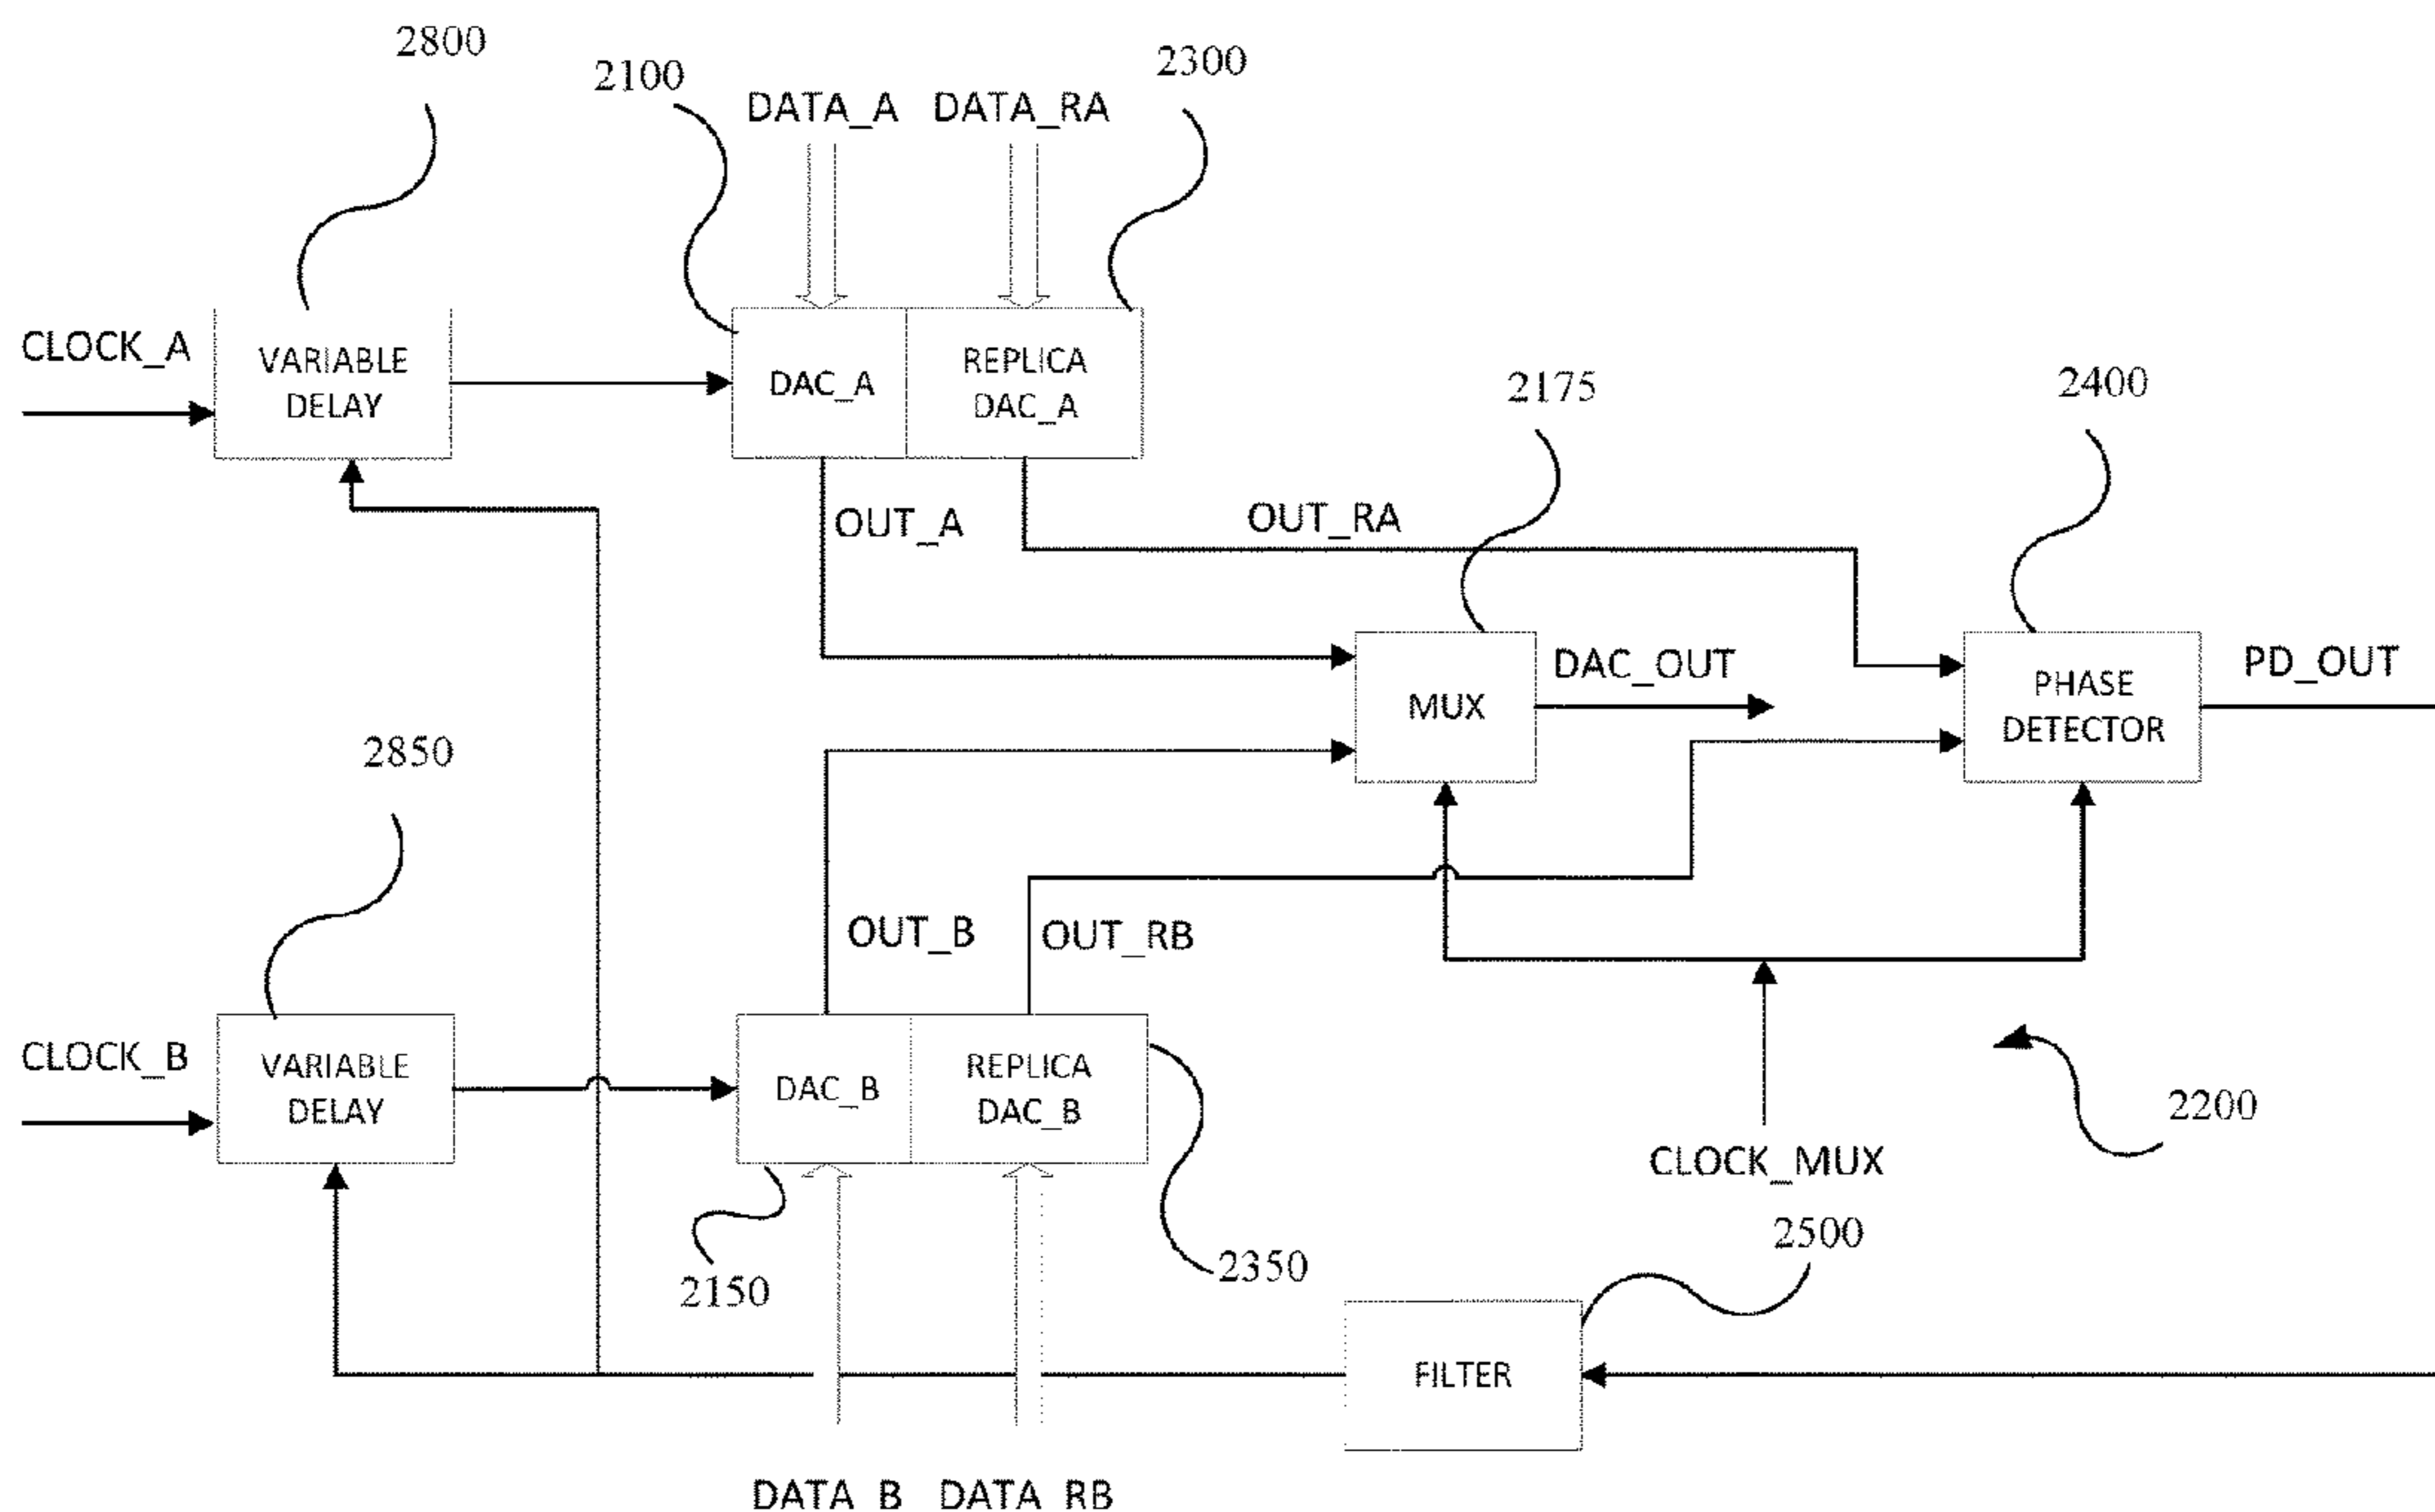 2800
2100
2300
DATA_A
DATA_RA
CLOCK_A
VARIABLE
DELAY
DAC_A
REPLICA
DAC_A
2175
2400
OUT_A
OUT_RA
MUX
DAC_OUT
PHASE
DETECTOR
PD_OUT
2850
OUT_B
OUT_RB
CLOCK_B
VARIABLE
DELAY
DAC_B
REPLICA
DAC_B
2200
CLOCK_MUX
2500
2150
2350
FILTER
DATA_B
DATA_RB